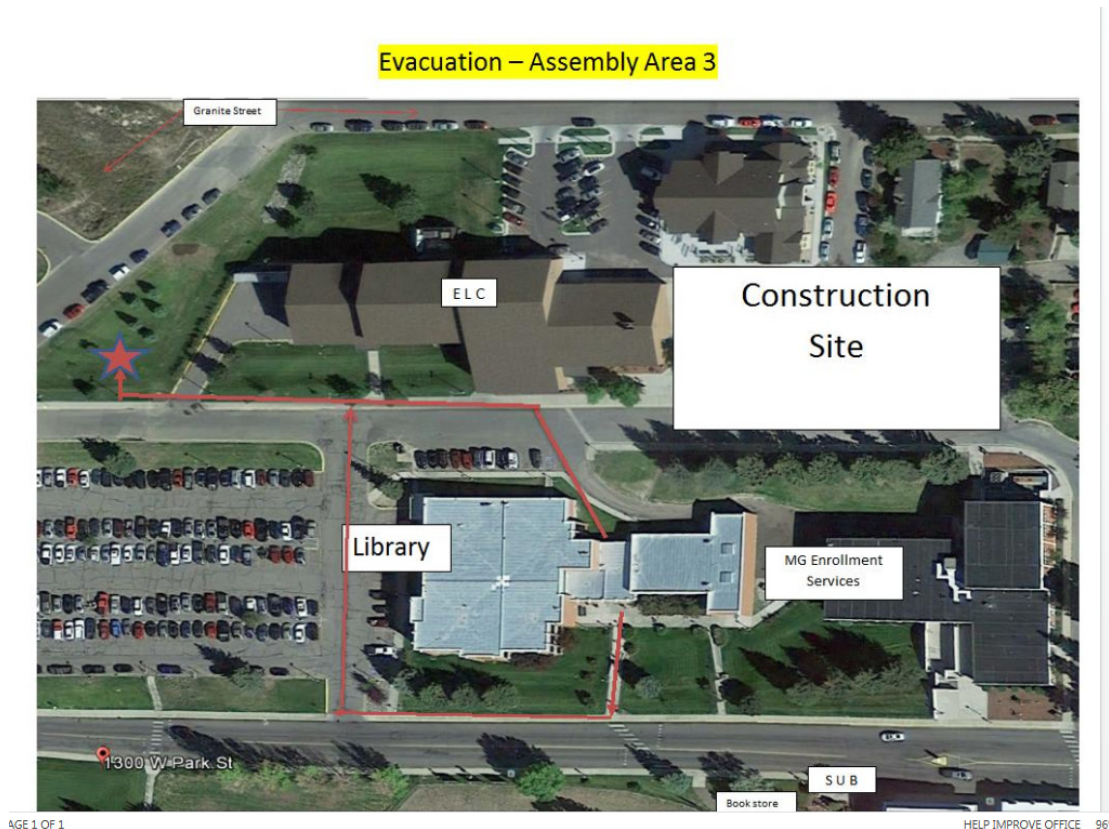 Evacuation – Assembly Area 3
Granite Street
E L C
Construction
Site
Library
MG Enrollment
Services
1300 W Park St
S U B
Book store
AGE 1 OF 1
HELP IMPROVE OFFICE
96